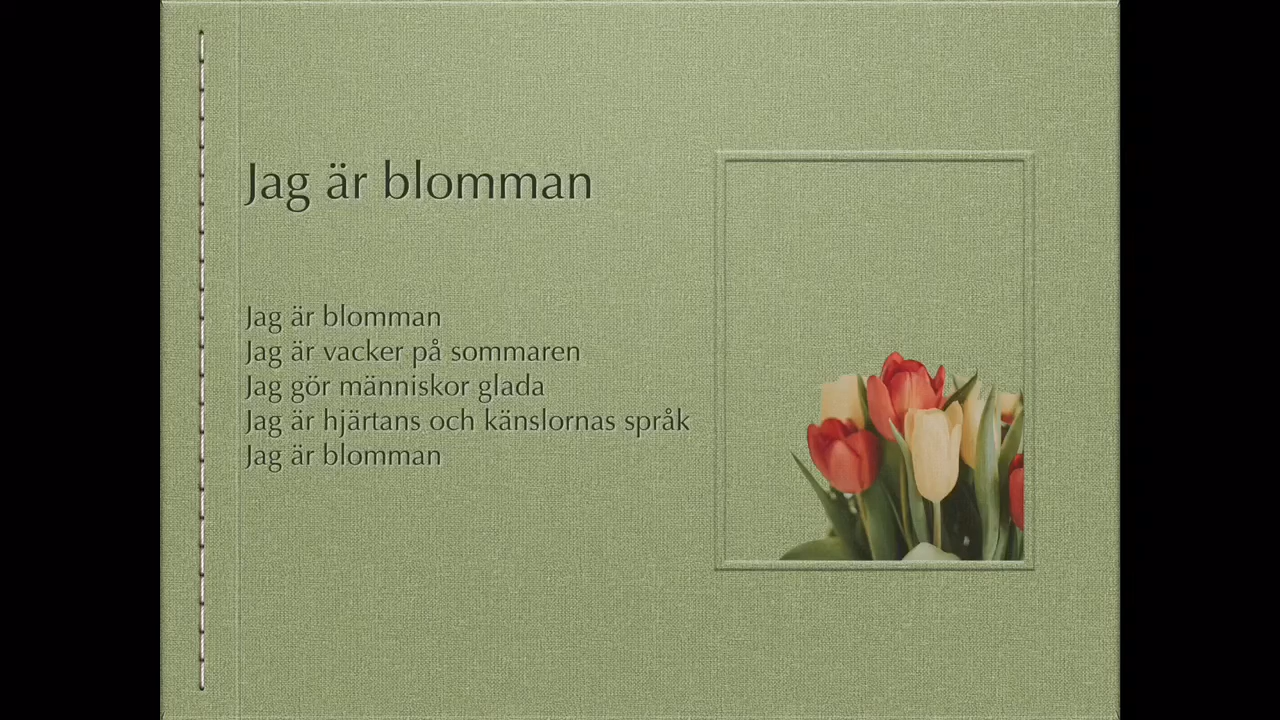 Jag är blomman
Jag är blomman
Jag är vacker på sommaren
Jag gör människor glada
Jag är hjärtans och känslornas språk
Jag är blomman